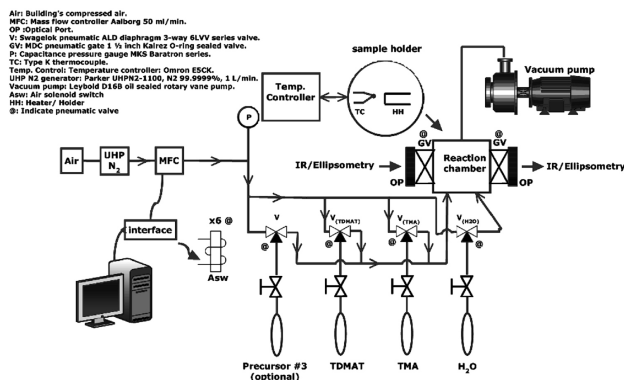 Air: Building's compressed air.
MFC: Mass flow controller Aalborg 50 ml/min.
OP :Optical Port.
V: Swagelok pneumatic ALD diaphragm 3-way 6LVV series valve.
GV: MDC pneumatic gate 1 ½ inch Kairez O-ring sealed valve.
P: Capacitance pressure gauge MKS Baratron series.
TC: Type K thermocouple.
Temp. Control: Temperature controller: Omron E5CK.
UHP N2 generator: Parker UHPN2-1100, N2 99.9999%, 1 L/min.
Vacuum pump: Leybold D16B oil sealed rotary vane pump.
Asw: Air solenoid switch
HH: Heater/ Holder
@: Indicate pneumatic valve
sample holder
Temp.
Controller
TC
HH
Vacuum pump
P
@
GV
@
GV
Air
UHP
N2
MFC
IR/Ellipsometry
Reaction
chamber
IR/Ellipsometry
OP
OP
interface
x6 @
Asw
V
@
V(TDMAT)
@
V(TMA)
@
V(H2O)
@
Precursor #3
(optional)
TDMAT
TMA
H2O